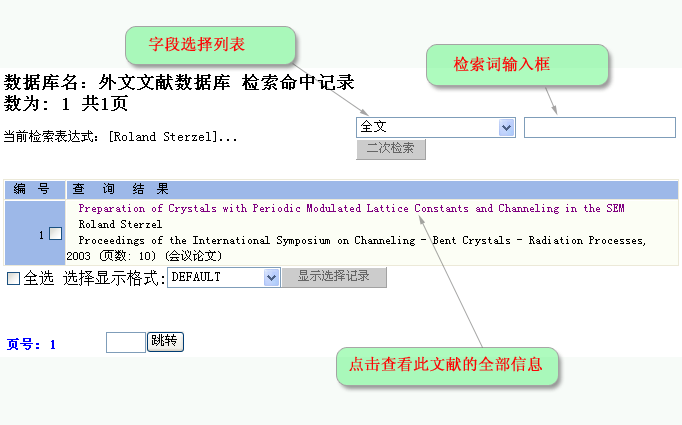 字段选择列表
检索词输入框
数据库名：外文文献数据库 检索命中记录
数为: 1 共1页
当前检索表达式：[Roland Sterzel]...
全文
二次检索
编 号
查 询 结 果
Preparation of Crystals with Periodic Modulated Lattice Constants and Channeling in the SEM
1
Roland Sterzel
Proceedings of the International Symposium on Channeling - Bent Crystals - Radiation Processes,
2003 (页数: 10) (会议论文)
全选 选择显示格式:
DEFAULT
显示选择记录
页号: 1
跳转
点击查看此文献的全部信息